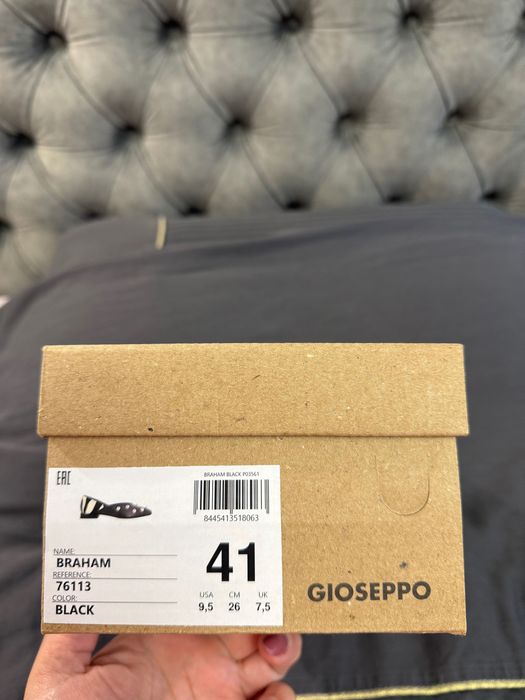 EAC
BRAHAM BLACK P03561
8445413518063
NAME:
BRAHAM
REFERENCE:
76113
COLOR:
BLACK
41
USA CM UK
9,5 26 7,5
GIOSEPPO